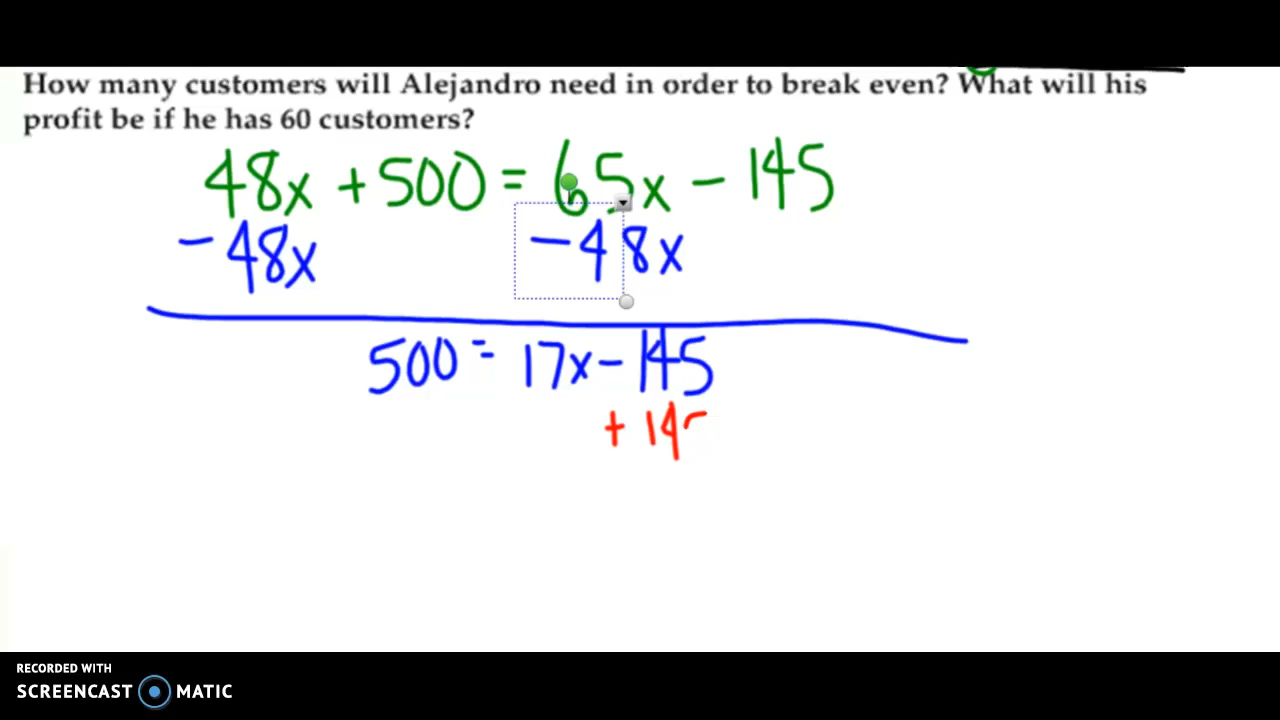 How many customers will Alejandro need in order to break even? What will his
profit be if he has 60 customers?
48x + 500 = 65x - 145
-48x -48x
500 = 17x - 145
+ 14
RECORDED WITH
SCREENCAST MATIC